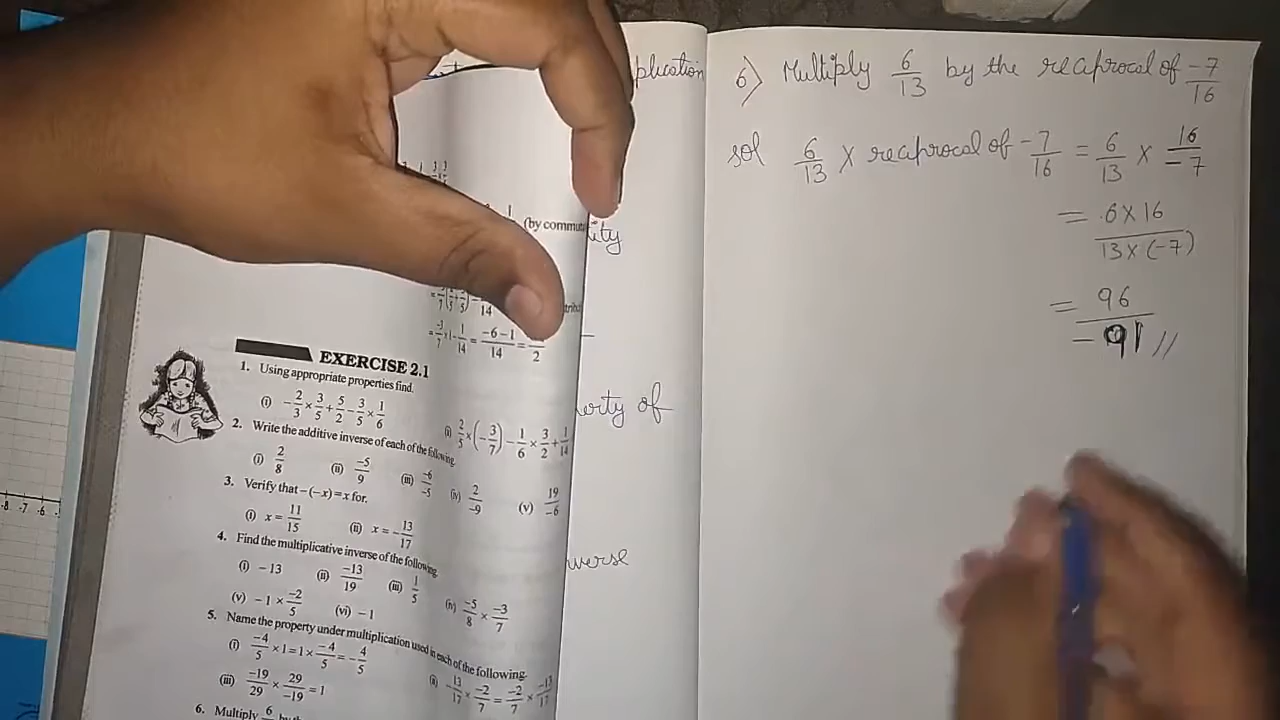 (by commuta
EXERCISE 2.1
1. Using appropriate properties find.
(i) -2/3 × 3/5 + 5/2 - 3/5 × 1/6
(ii) 2/5 × (-3/7) - 1/6 × 3/2 + 1/14
2. Write the additive inverse of each of the following.
(i) 2/8 (ii) -5/9 (iii) -6/-5 (iv) 2/-9 (v) 19/-6
3. Verify that -(-x) = x for.
(i) x = 11/15 (ii) x = -13/17
4. Find the multiplicative inverse of the following.
(i) -13 (ii) -13/19 (iii) 1/5 (iv) -5/8 × -3/7
(v) -1 × -2/5 (vi) -1
5. Name the property under multiplication used in each of the following.
(i) -4/5 × 1 = 1 × -4/5 = -4/5
(ii) -13/17 × -2/7 = -2/7 × -13/17
(iii) -19/29 × 29/-19 = 1
6. Multiply 6
plication
ity
erty of
verse
6) Multiply 6/13 by the reciprocal of -7/16
sol 6/13 × reciprocal of -7/16 = 6/13 × 16/-7
= 6 × 16 / 13 × (-7)
= 96 / -91 //